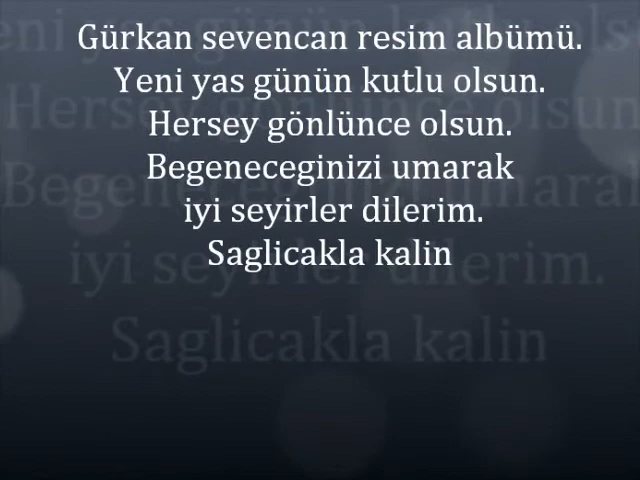 Gürkan sevencan resim albümü.
Yeni yas günün kutlu olsun.
Hersey gönlünce olsun.
Begeneceginizi umarak
iyi seyirler dilerim.
Saglicakla kalin